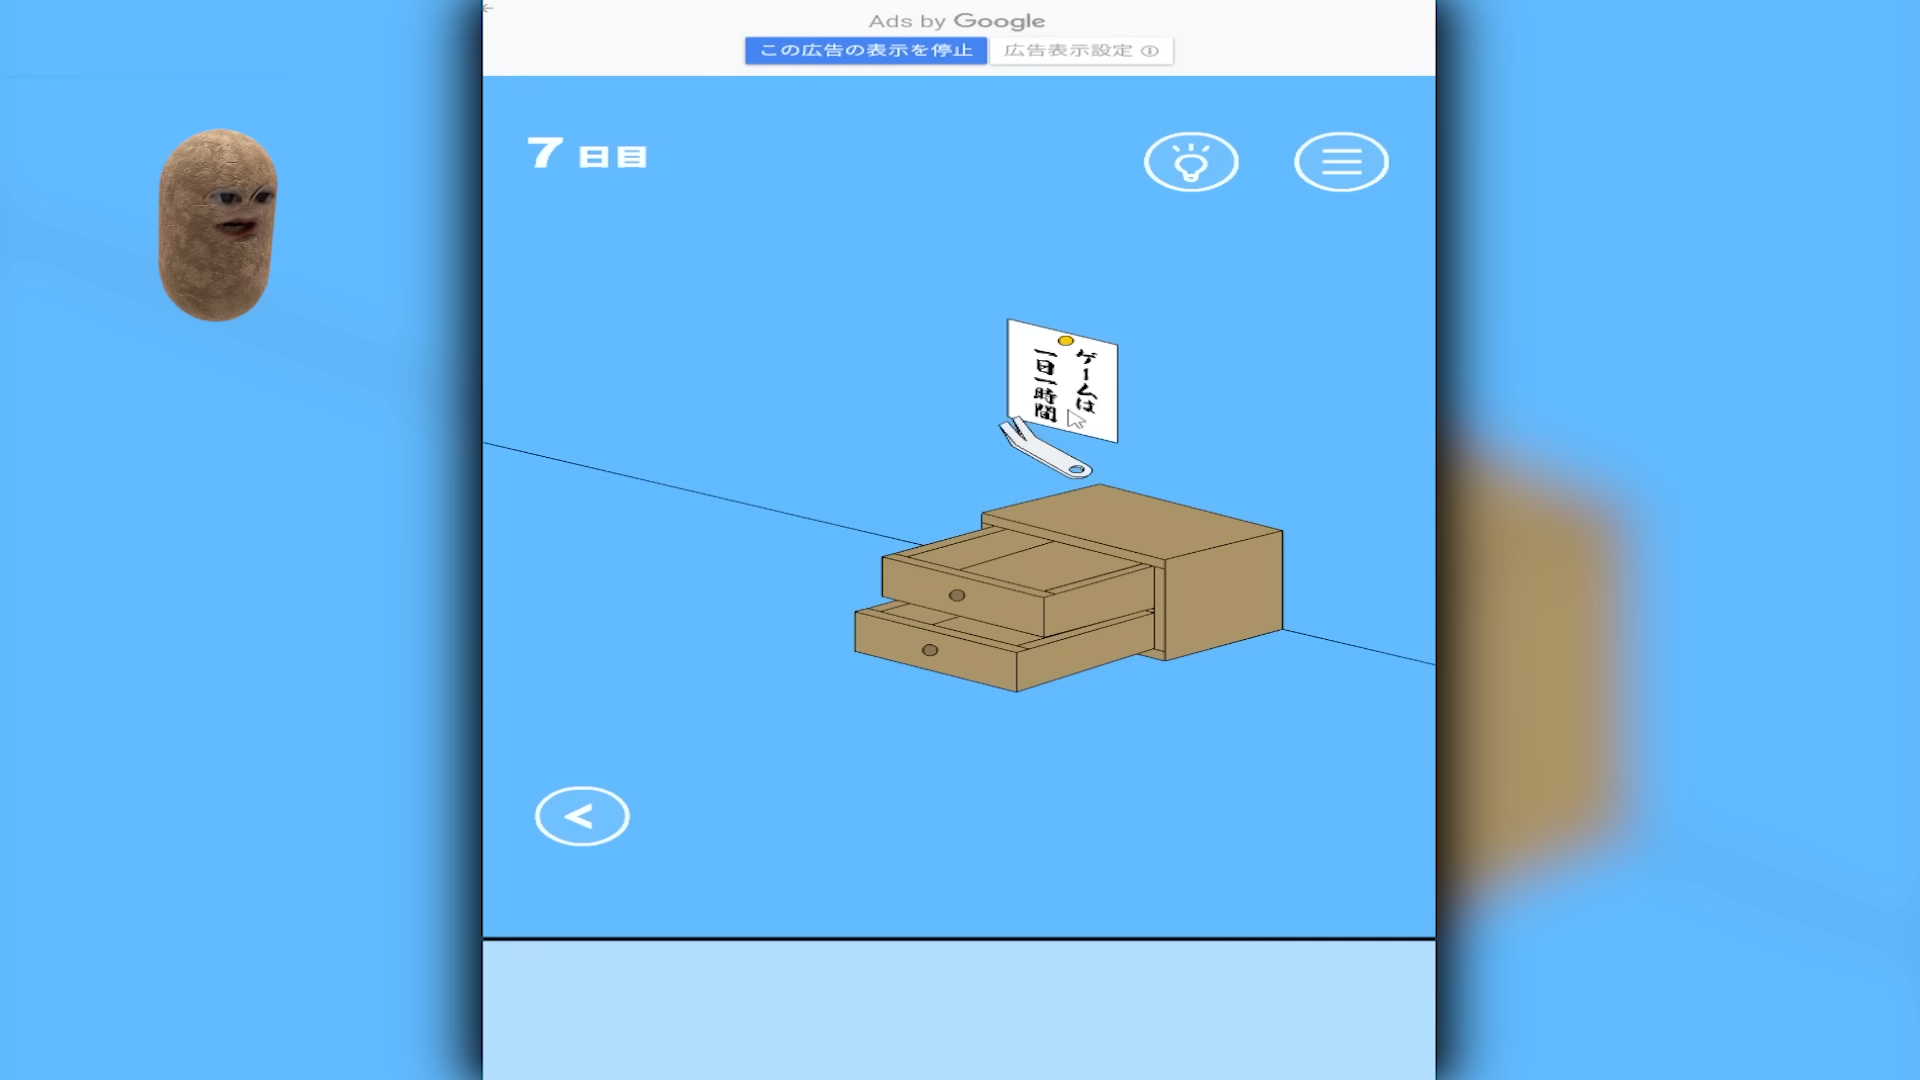 Ads by Google
この広告の表示を停止
広告表示設定
7日目
ゲームは
一日一時間